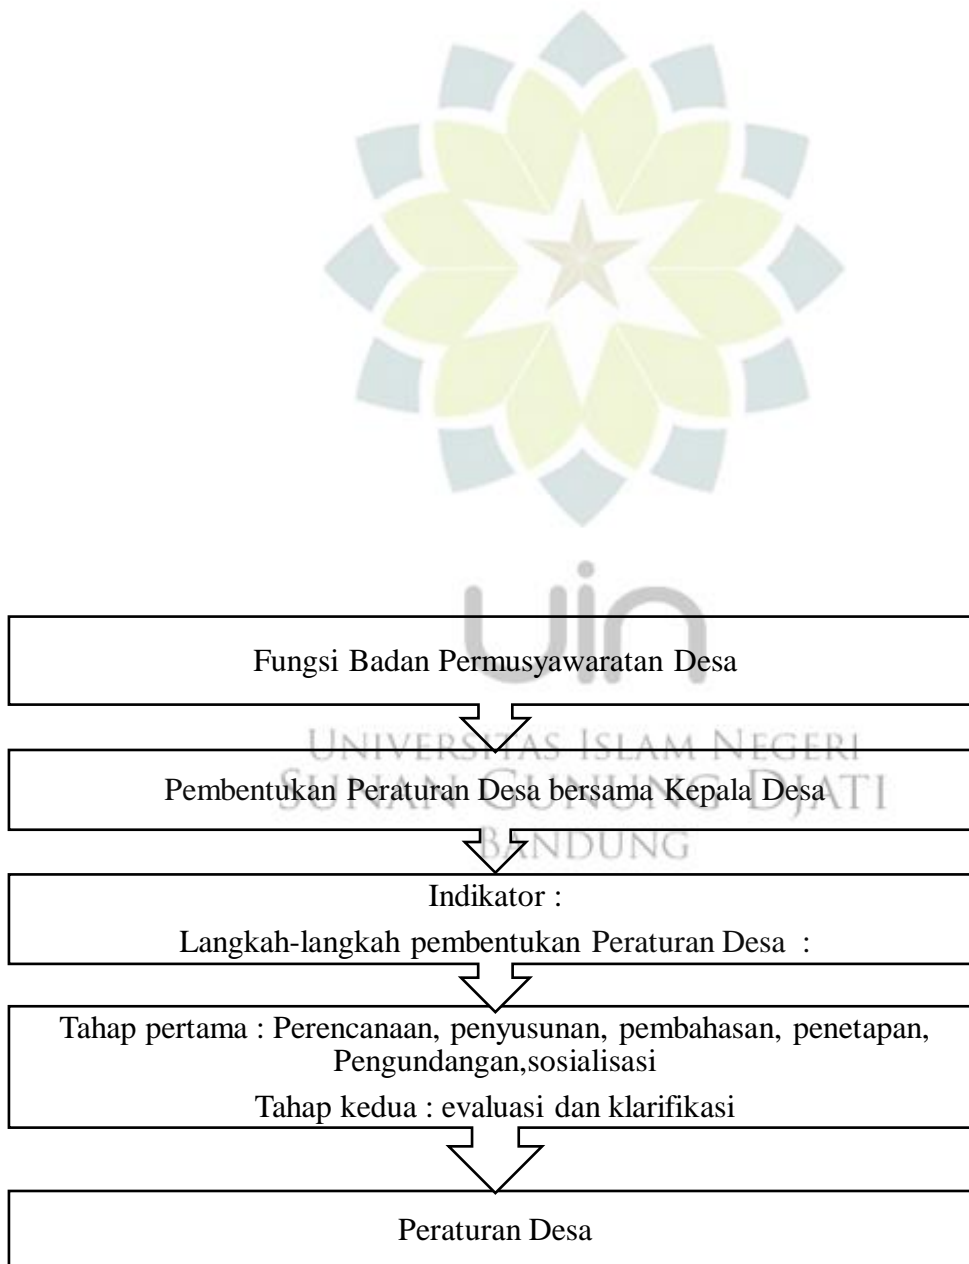 uin
Fungsi Badan Permusyawaratan Desa
UNIVERSITAS ISLAM NEGERI
SUNAN GUNUNG DJATI
Pembentukan Peraturan Desa bersama Kepala Desa
BANDUNG
Indikator :
Langkah-langkah pembentukan Peraturan Desa :
Tahap pertama : Perencanaan, penyusunan, pembahasan, penetapan,
Pengundangan,sosialisasi
Tahap kedua : evaluasi dan klarifikasi
Peraturan Desa